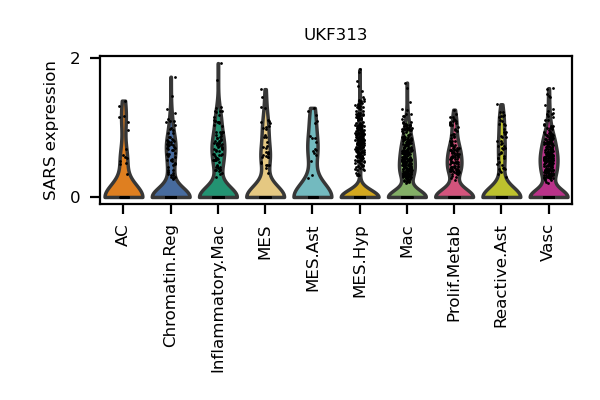 UKF313
SARS expression
2
0
AC
Chromatin.Reg
Inflammatory.Mac
MES
MES.Ast
MES.Hyp
Mac
Prolif.Metab
Reactive.Ast
Vasc